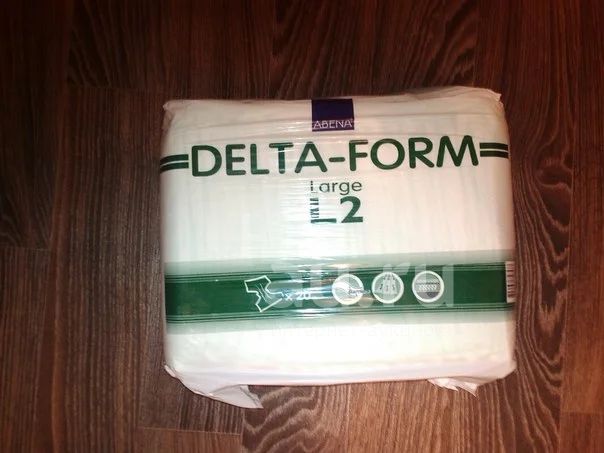 ABENA
DELTA-FORM
Large
L2
x 20